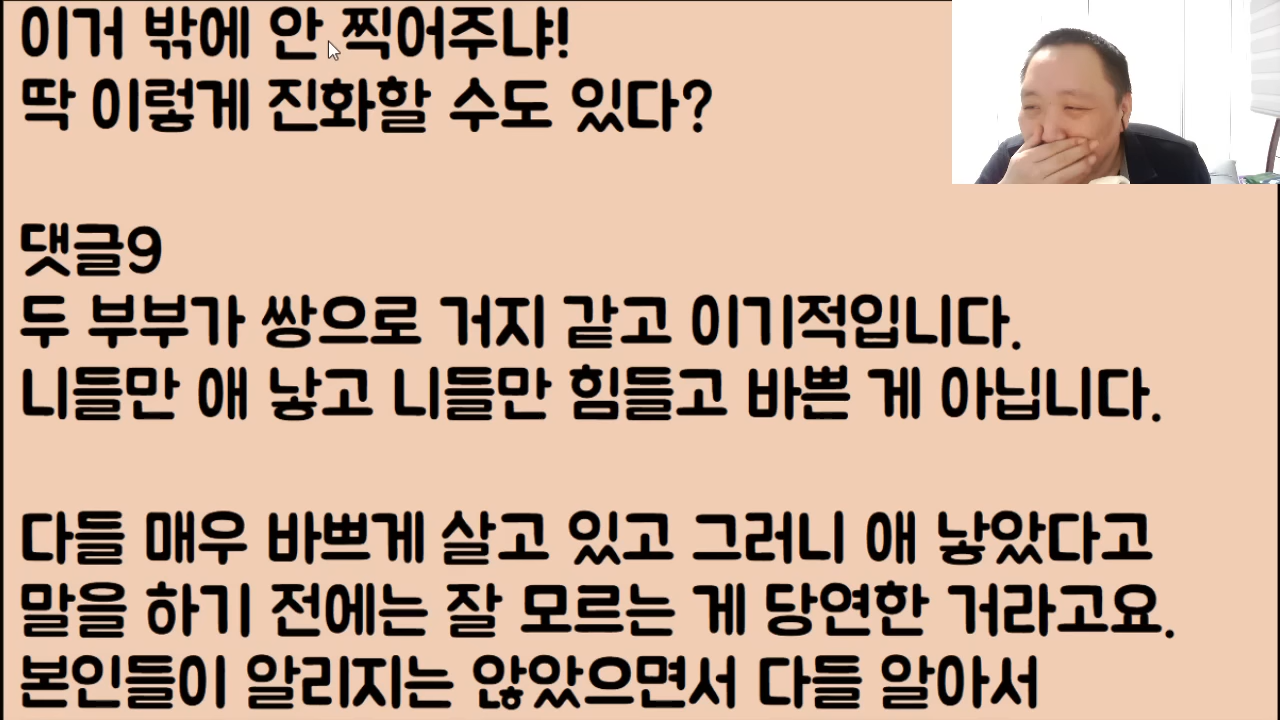 이거 밖에 안 찍어주냐!
딱 이렇게 진화할 수도 있다?
댓글9
두 부부가 쌍으로 거지 같고 이기적입니다.
니들만 애 낳고 니들만 힘들고 바쁜 게 아닙니다.
다들 매우 바쁘게 살고 있고 그러니 애 낳았다고
말을 하기 전에는 잘 모르는 게 당연한 거라고요.
본인들이 알리지는 않았으면서 다들 알아서